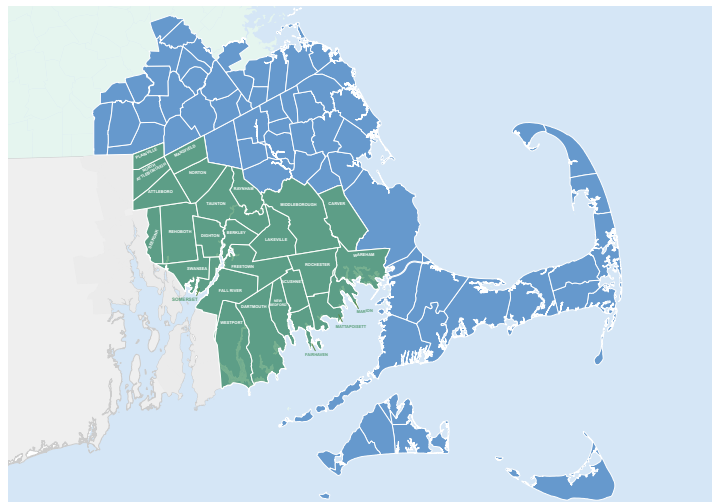 PLAINVILLE
MANSFIELD
NORTH
ATTLEBOROUGH
NORTON
ATTLEBORO
RAYNHAM
TAUNTON
MIDDLEBOROUGH
CARVER
SEEKONK
REHOBOTH
DIGHTON
BERKLEY
LAKEVILLE
WAREHAM
SWANSEA
FREETOWN
ROCHESTER
ACUSHNET
SOMERSET
FALL RIVER
NEW
BEDFORD
DARTMOUTH
MARION
WESTPORT
MATTAPOISETT
FAIRHAVEN